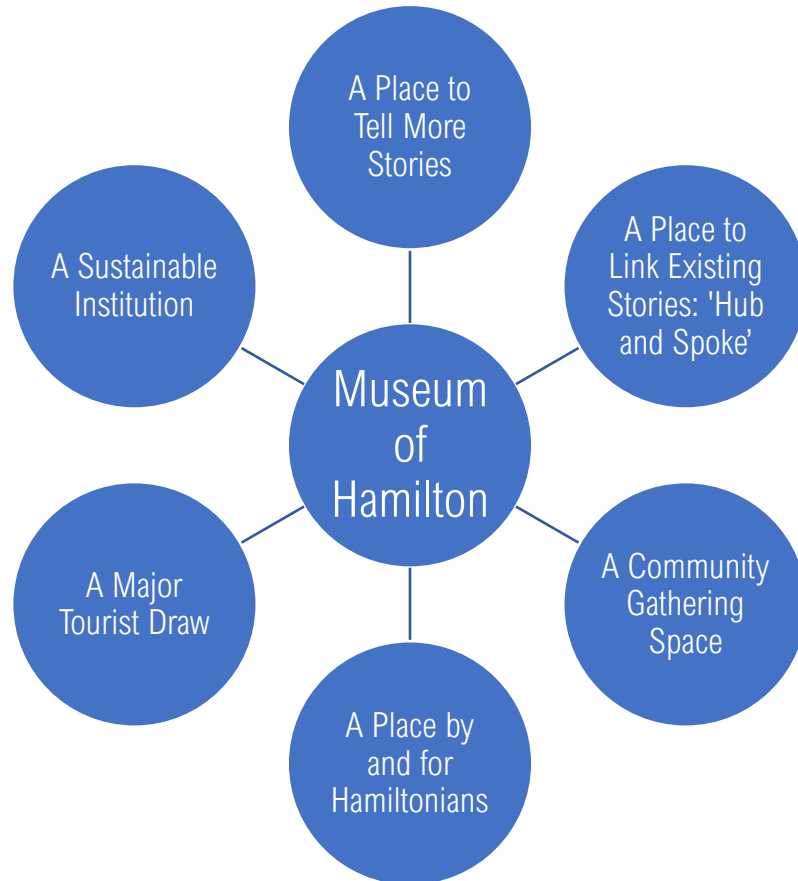 A Place to
Tell More
Stories
A Sustainable
Institution
A Place to
Link Existing
Stories: 'Hub
and Spoke’
Museum
of
Hamilton
A Major
Tourist Draw
A Community
Gathering
Space
A Place by
and for
Hamiltonians